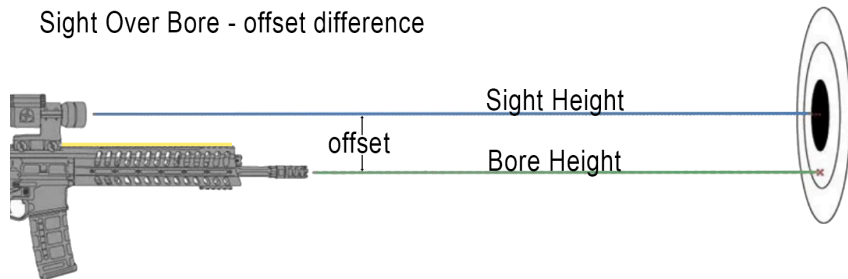 Sight Over Bore - offset difference
Sight Height
offset
Bore Height